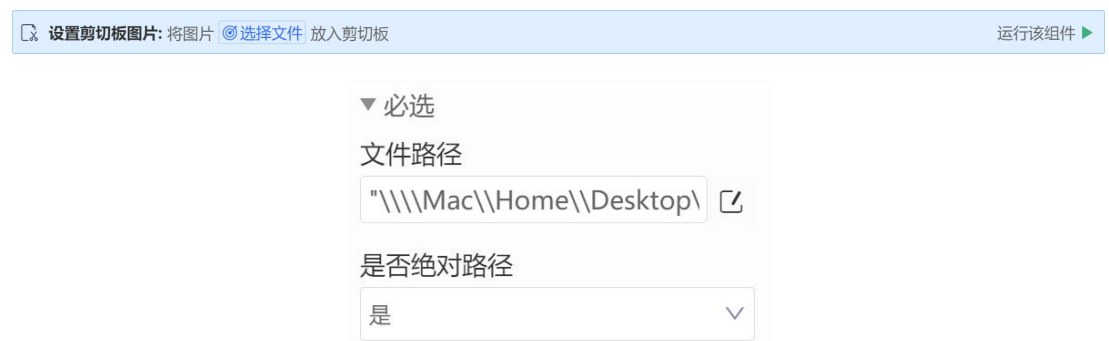 设置剪切板图片: 将图片 选择文件 放入剪切板 运行该组件
必选
文件路径
"\\\\Mac\\Home\\Desktop\
是否绝对路径
是